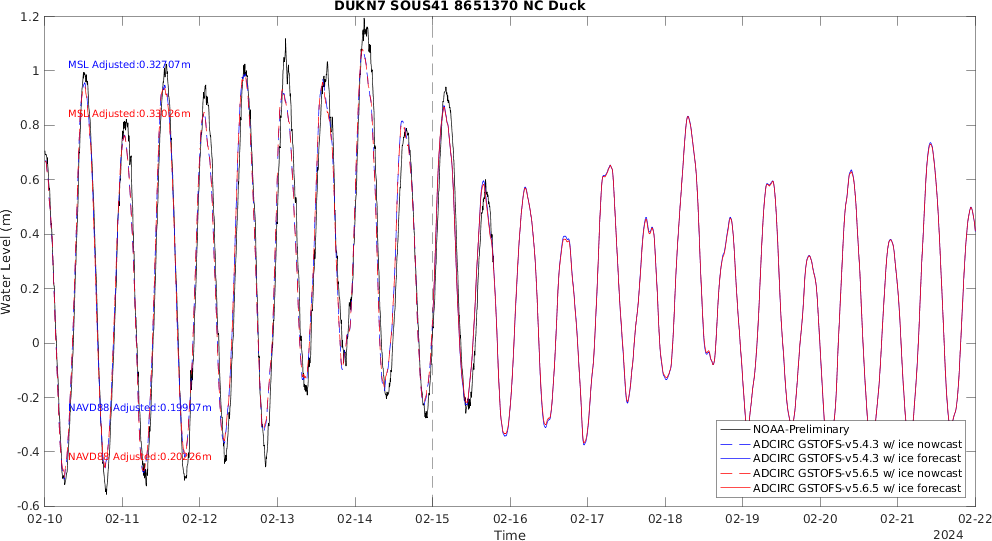 DUKN7 SOUS41 8651370 NC Duck
1.2
1
0.8
0.6
0.4
0.2
0
-0.2
-0.4
-0.6
Water Level (m)
MSL Adjusted:0.32707m
MSL Adjusted:0.33026m
NAVD88 Adjusted:0.19907m
NAVD88 Adjusted:
NOAA-Preliminary
ADCIRC GSTOFS-v5.4.3 w/ ice nowcast
ADCIRC GSTOFS-v5.4.3 w/ ice forecast
ADCIRC GSTOFS-v5.6.5 w/ ice nowcast
ADCIRC GSTOFS-v5.6.5 w/ ice forecast
02-10 02-11 02-12 02-13 02-14 02-15 02-16 02-17 02-18 02-19 02-20 02-21 02-22
Time
2024